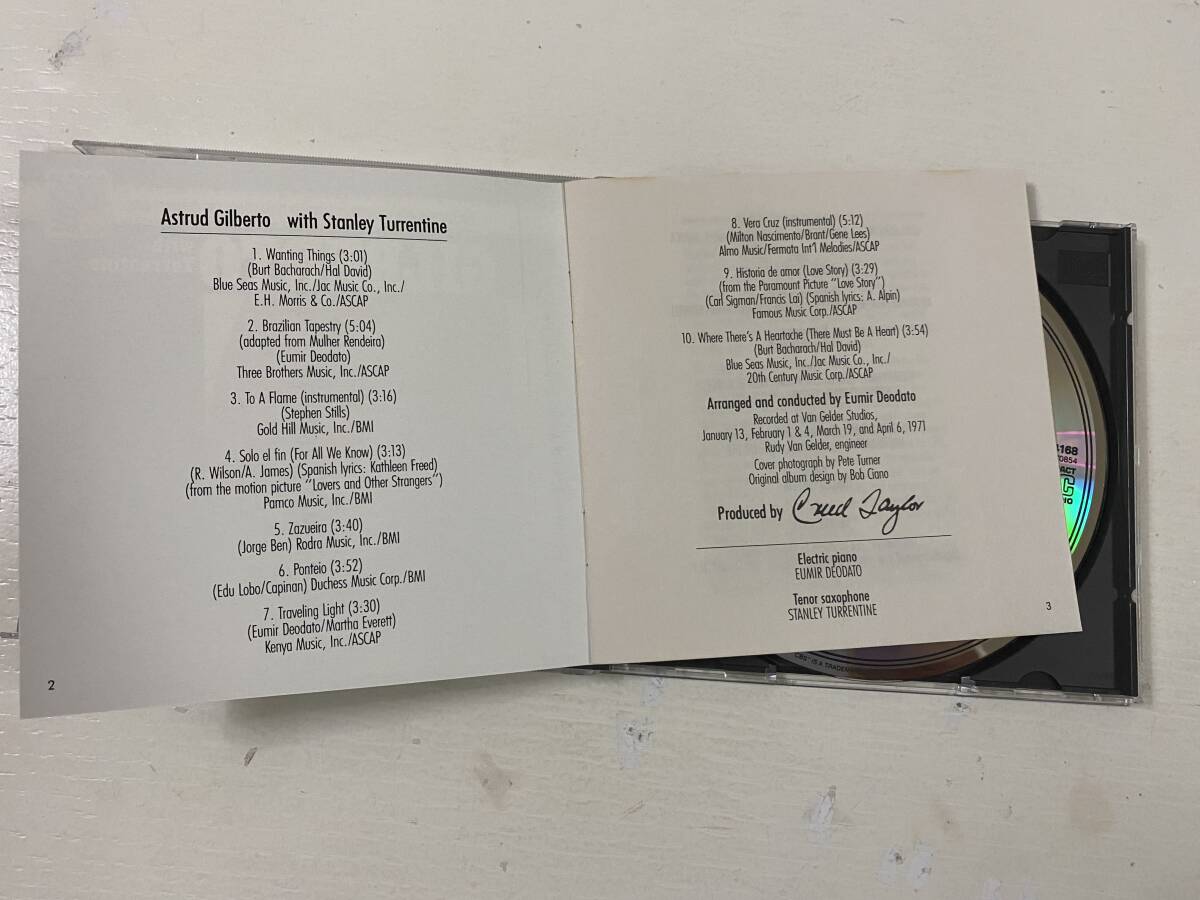 Astrud Gilberto with Stanley Turrentine
1. Wanting Things (3:01)
(Burt Bacharach/Hal David)
Blue Seas Music, Inc./Jac Music Co., Inc./
E.H. Morris & Co./ASCAP
2. Brazilian Tapestry (5:04)
(adapted from Mulher Rendeira)
(Eumir Deodato)
Three Brothers Music, Inc./ASCAP
3. To A Flame (instrumental) (3:16)
(Stephen Stills)
Gold Hill Music, Inc./BMI
4. Solo el fin (For All We Know) (3:13)
(R. Wilson/A. James) (Spanish lyrics: Kathleen Freed)
(from the motion picture "Lovers and Other Strangers")
Pamco Music, Inc./BMI
5. Zazueira (3:40)
(Jorge Ben) Rodra Music, Inc./BMI
6. Ponteio (3:52)
(Edu Lobo/Capinan) Duchess Music Corp./BMI
7. Traveling Light (3:30)
(Eumir Deodato/Martha Everett)
Kenya Music, Inc./ASCAP
2
8. Vera Cruz (instrumental) (5:12)
(Milton Nascimento/Brant/Gene Lees)
Almo Music/Fermata Int'l Melodies/ASCAP
9. Historia de amor (Love Story) (3:29)
(from the Paramount Picture "Love Story")
(Carl Sigman/Francis Lai) (Spanish lyrics: A. Alpin)
Famous Music Corp./ASCAP
10. Where There's A Heartache (There Must Be A Heart) (3:54)
(Burt Bacharach/Hal David)
Blue Seas Music, Inc./Jac Music Co., Inc./
20th Century Music Corp./ASCAP
Arranged and conducted by Eumir Deodato
Recorded at Van Gelder Studios,
January 13, February 1 & 4, March 19, and April 6, 1971
Rudy Van Gelder, engineer
Cover photograph by Pete Turner
Original album design by Bob Ciano
Produced by Creed Taylor
Electric piano
EUMIR DEODATO
Tenor saxophone
STANLEY TURRENTINE
3
168
0854
CBS" IS A TRADEM